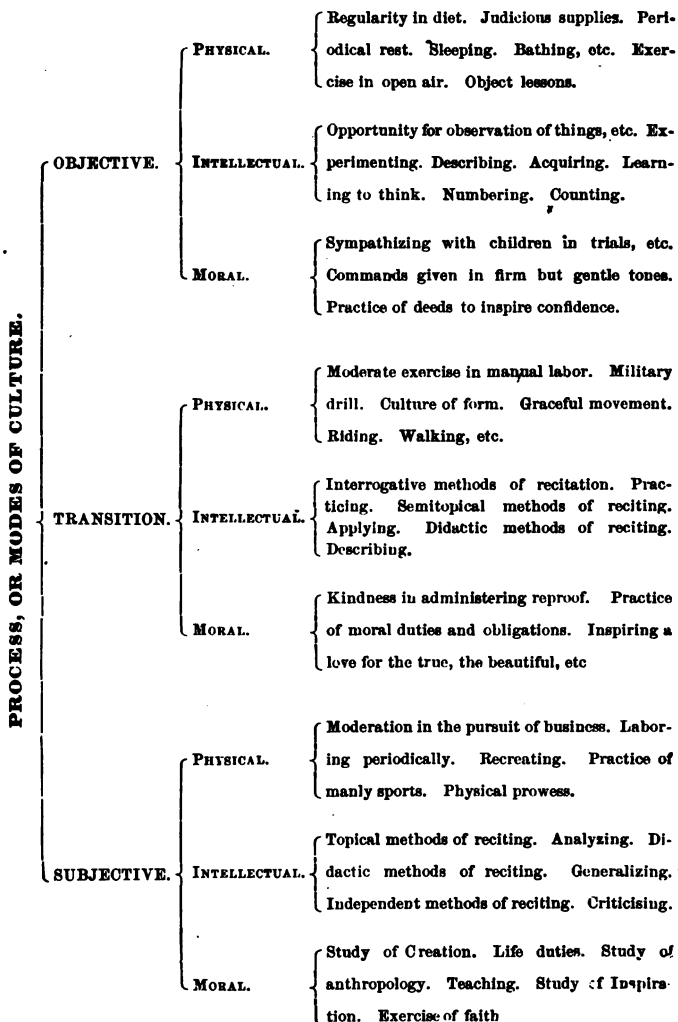 PROCESS, OR MODES OF CULTURE.
OBJECTIVE.
PHYSICAL.
Regularity in diet. Judicious supplies. Peri-
odical rest. Sleeping. Bathing, etc. Exer-
cise in open air. Object lessons.
INTELLECTUAL.
Opportunity for observation of things, etc. Ex-
perimenting. Describing. Acquiring. Learn-
ing to think. Numbering. Counting.
MORAL.
Sympathizing with children in trials, etc.
Commands given in firm but gentle tones.
Practice of deeds to inspire confidence.
TRANSITION.
PHYSICAL.
Moderate exercise in manual labor. Military
drill. Culture of form. Graceful movement.
Riding. Walking, etc.
INTELLECTUAL.
Interrogative methods of recitation. Prac-
ticing. Semitopical methods of reciting.
Applying. Didactic methods of reciting.
Describing.
MORAL.
Kindness in administering reproof. Practice
of moral duties and obligations. Inspiring a
love for the true, the beautiful, etc
SUBJECTIVE.
PHYSICAL.
Moderation in the pursuit of business. Labor-
ing periodically. Recreating. Practice of
manly sports. Physical prowess.
INTELLECTUAL.
Topical methods of reciting. Analyzing. Di-
dactic methods of reciting. Generalizing.
Independent methods of reciting. Criticising.
MORAL.
Study of Creation. Life duties. Study of
anthropology. Teaching. Study of Inspira-
tion. Exercise of faith